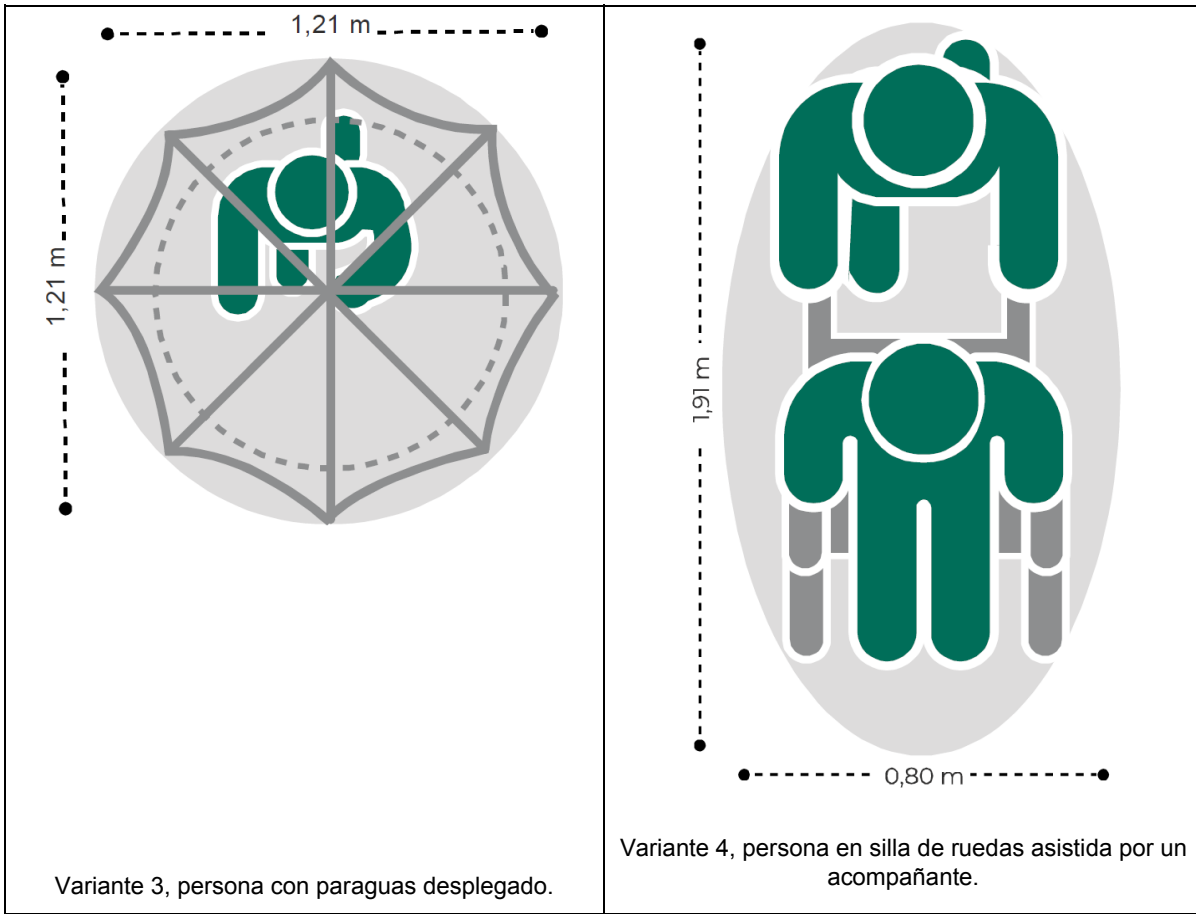 1,21 m
1,21 m
Variante 3, persona con paraguas desplegado.
1,91 m
0,80 m
Variante 4, persona en silla de ruedas asistida por un
acompañante.